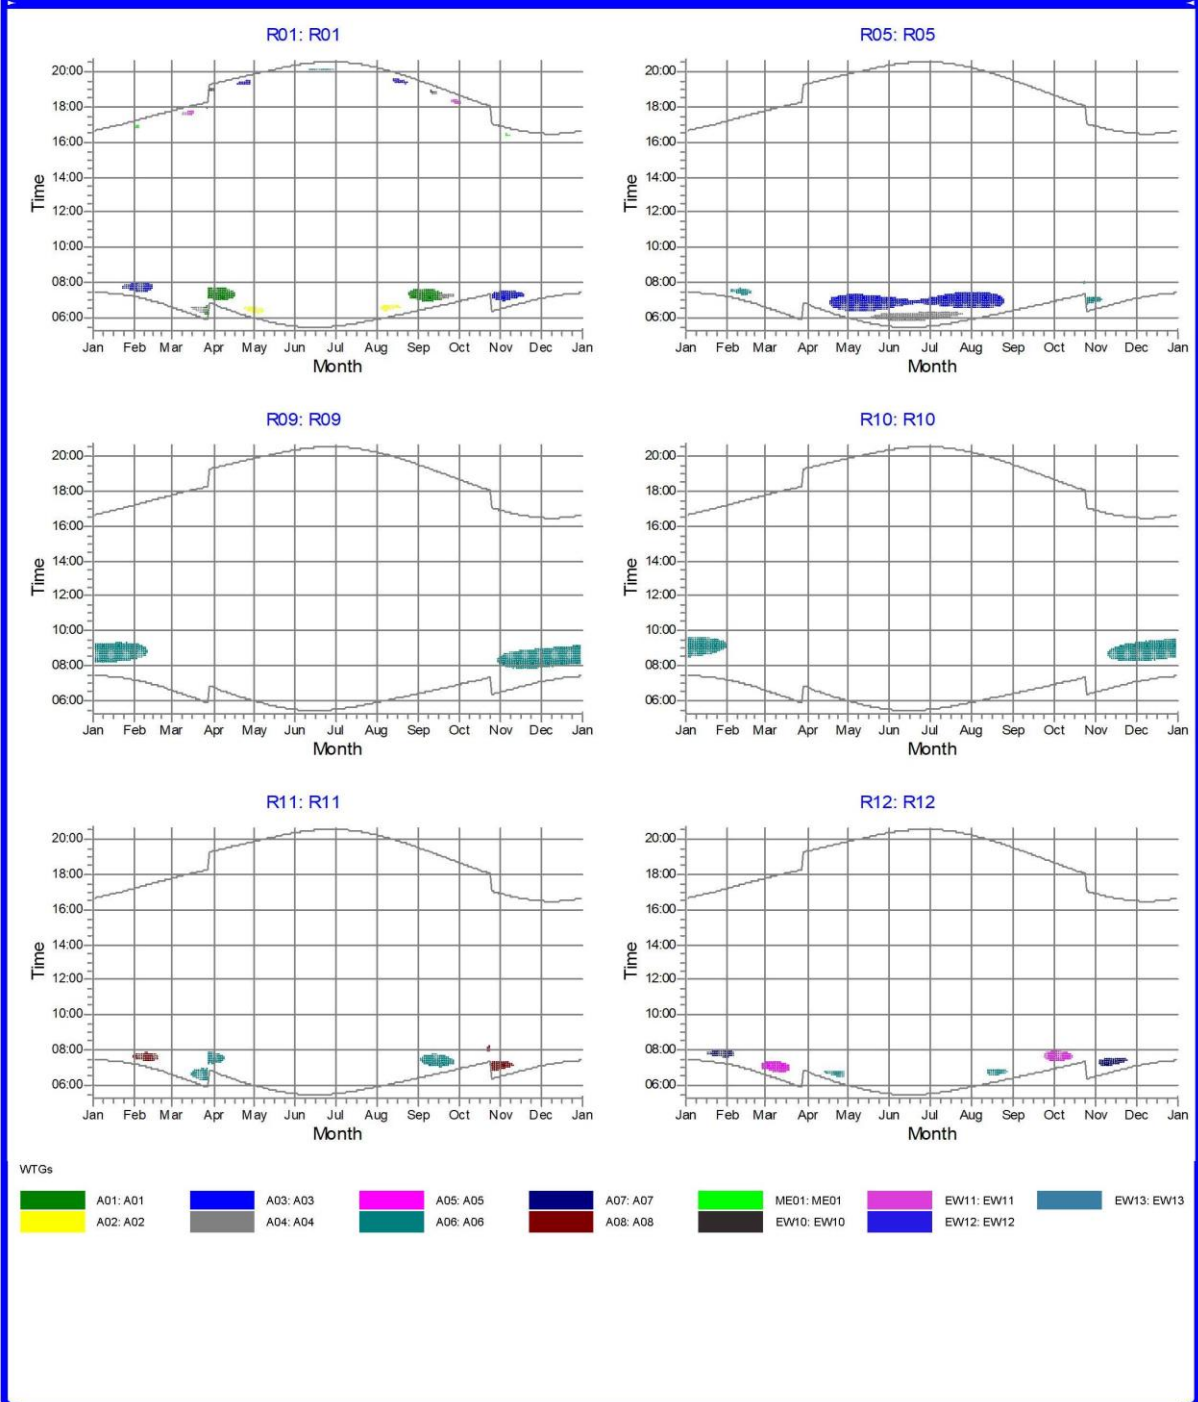 R01: R01
R05: R05
20:00
18:00
16:00
14:00
12:00
10:00
08:00
06:00
Time
Jan Feb Mar Apr May Jun Jul Aug Sep Oct Nov Dec Jan
Month
20:00
18:00
16:00
14:00
12:00
10:00
08:00
06:00
Time
Jan Feb Mar Apr May Jun Jul Aug Sep Oct Nov Dec Jan
Month
R09: R09
R10: R10
20:00
18:00
16:00
14:00
12:00
10:00
08:00
06:00
Time
Jan Feb Mar Apr May Jun Jul Aug Sep Oct Nov Dec Jan
Month
20:00
18:00
16:00
14:00
12:00
10:00
08:00
06:00
Time
Jan Feb Mar Apr May Jun Jul Aug Sep Oct Nov Dec Jan
Month
R11: R11
R12: R12
20:00
18:00
16:00
14:00
12:00
10:00
08:00
06:00
Time
Jan Feb Mar Apr May Jun Jul Aug Sep Oct Nov Dec Jan
Month
20:00
18:00
16:00
14:00
12:00
10:00
08:00
06:00
Time
Jan Feb Mar Apr May Jun Jul Aug Sep Oct Nov Dec Jan
Month
WTGs
A01: A01 A03: A03 A05: A05 A07: A07 ME01: ME01 EW11: EW11 EW13: EW13
A02: A02 A04: A04 A06: A06 A08: A08 EW10: EW10 EW12: EW12